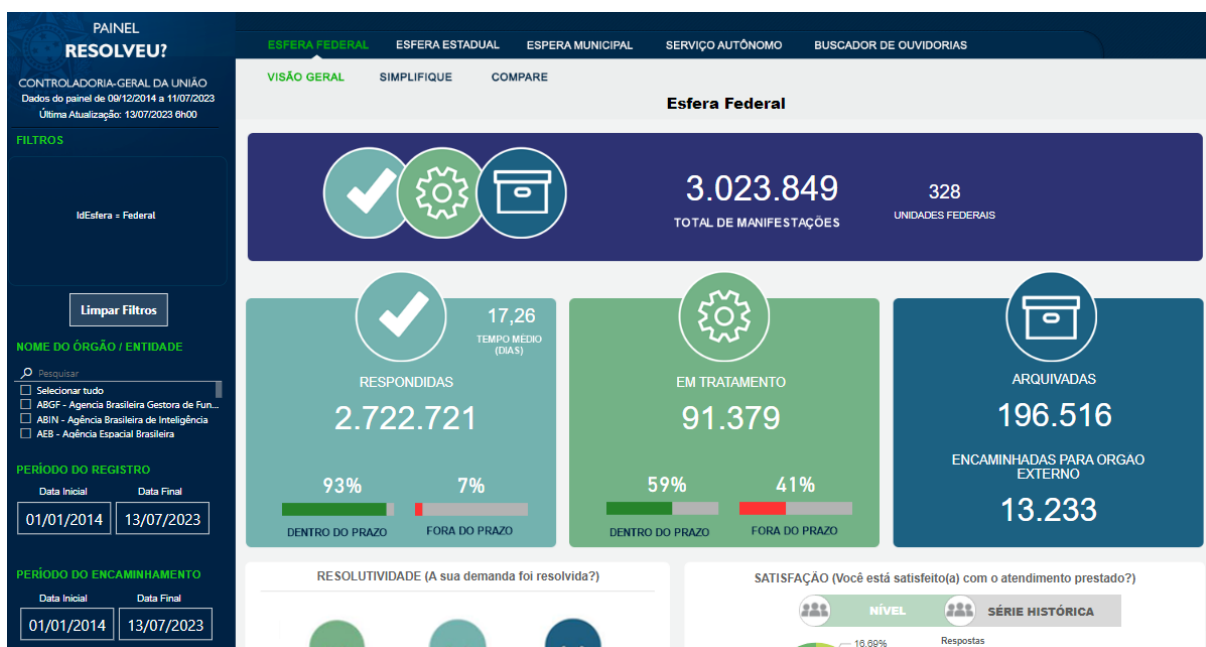 PAINEL
RESOLVEU?
CONTROLADORIA-GERAL DA UNIÃO
Dados do painel de 09/12/2014 a 11/07/2023
Última Atualização: 13/07/2023 6h00
FILTROS
IdEsfera = Federal
Limpar Filtros
NOME DO ÓRGÃO / ENTIDADE
Pesquisar
Selecionar tudo
ABGF - Agencia Brasileira Gestora de Fun...
ABIN - Agência Brasileira de Inteligência
AEB - Agência Espacial Brasileira
PERÍODO DO REGISTRO
Data Inicial Data Final
01/01/2014 13/07/2023
PERÍODO DO ENCAMINHAMENTO
Data Inicial Data Final
01/01/2014 13/07/2023
ESFERA FEDERAL ESFERA ESTADUAL ESPERA MUNICIPAL SERVIÇO AUTÔNOMO BUSCADOR DE OUVIDORIAS
VISÃO GERAL SIMPLIFIQUE COMPARE
Esfera Federal
3.023.849
TOTAL DE MANIFESTAÇÕES
328
UNIDADES FEDERAIS
17,26
TEMPO MÉDIO
(DIAS)
RESPONDIDAS
2.722.721
93% 7%
DENTRO DO PRAZO FORA DO PRAZO
EM TRATAMENTO
91.379
59% 41%
DENTRO DO PRAZO FORA DO PRAZO
ARQUIVADAS
196.516
ENCAMINHADAS PARA ORGAO
EXTERNO
13.233
RESOLUTIVIDADE (A sua demanda foi resolvida?)
SATISFAÇÃO (Você está satisfeito(a) com o atendimento prestado?)
NÍVEL SÉRIE HISTÓRICA
16.69% Respostas